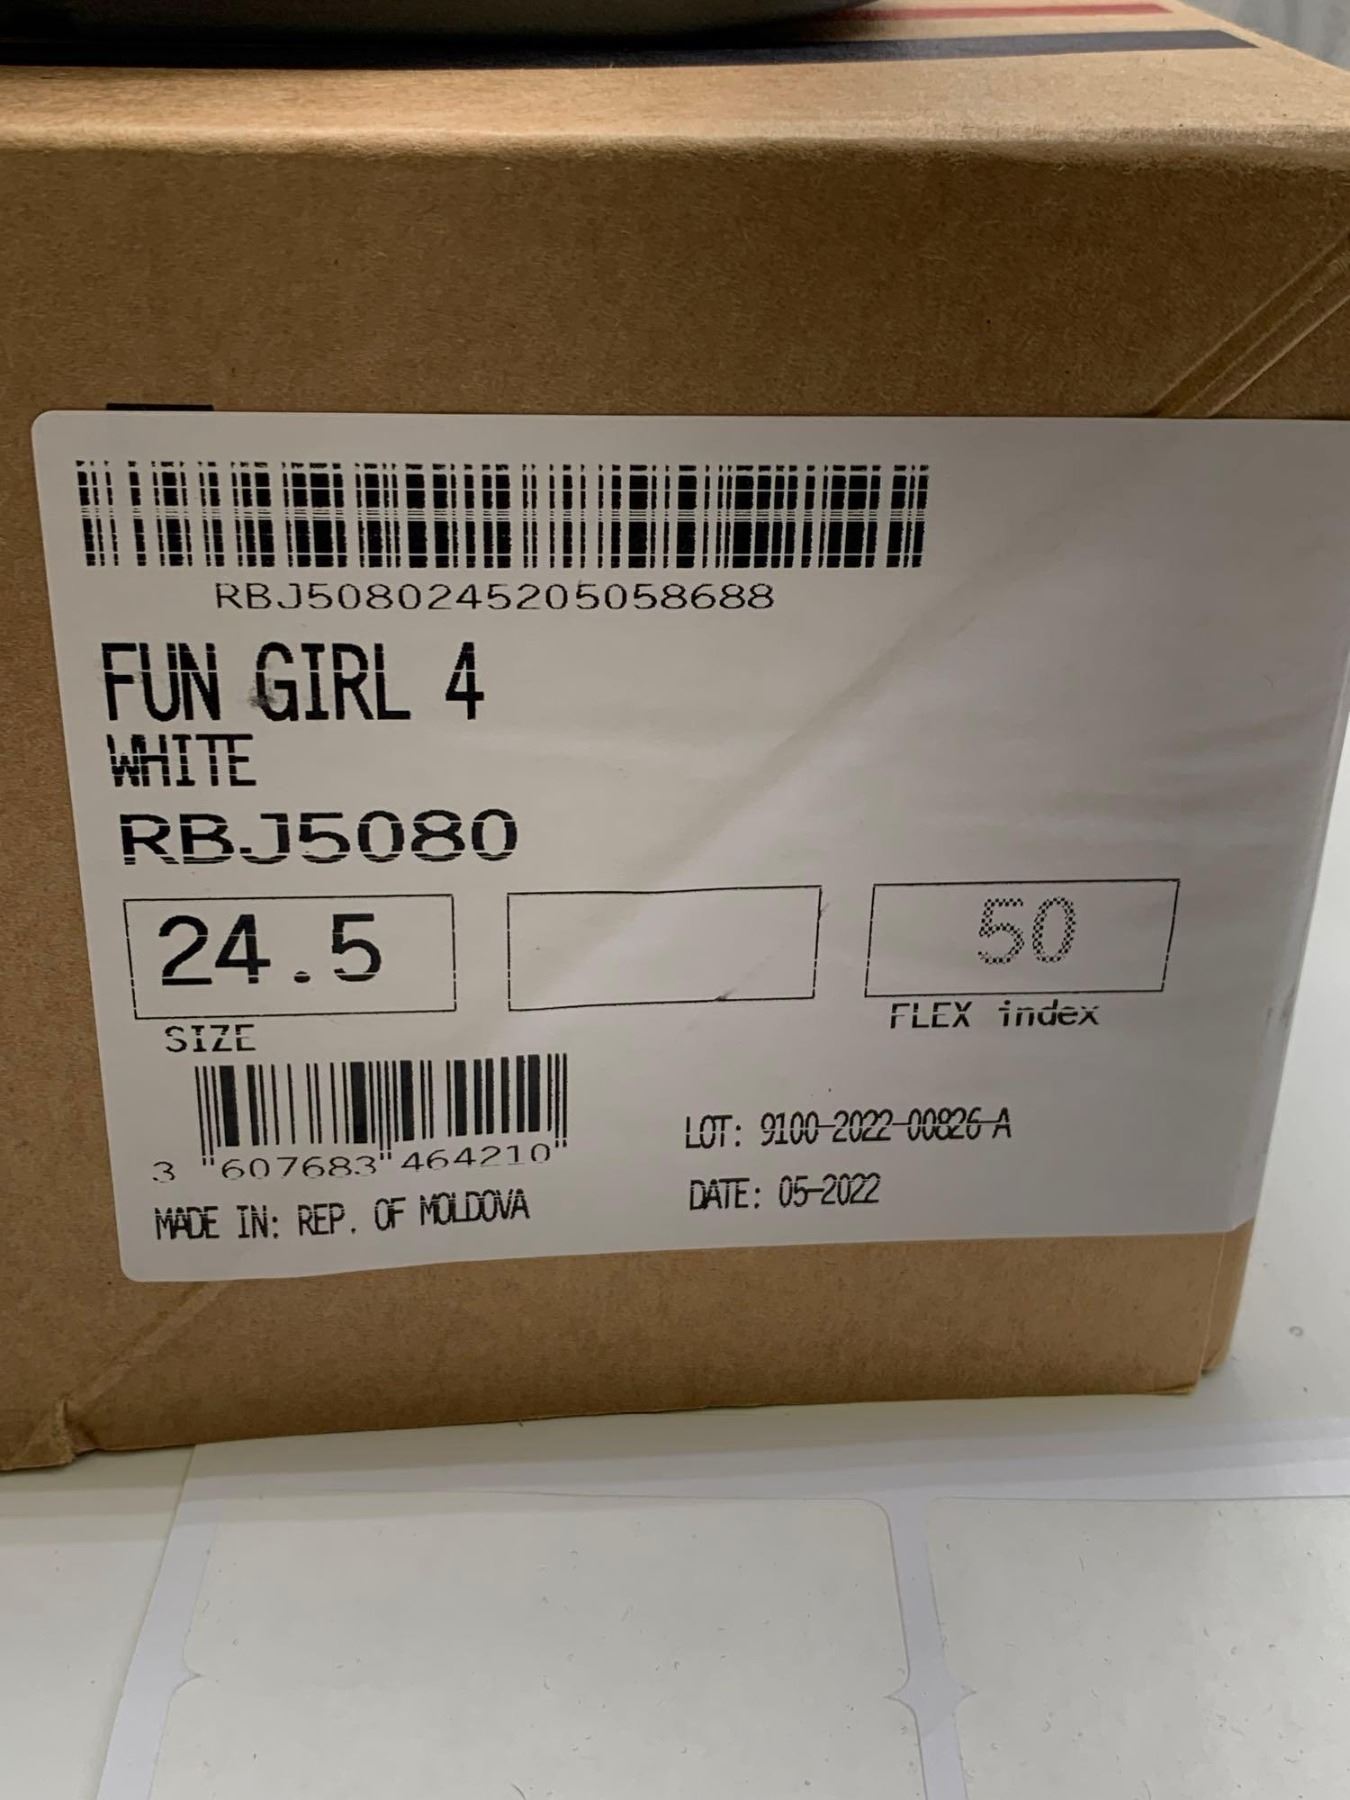 RBJ5080245205058688
FUN GIRL 4
WHITE
RBJ5080
24.5
50
SIZE
FLEX index
3 "607683"464210"
LOT: 9100-2022-00826-A
DATE: 05-2022
MADE IN: REP. OF MOLDOVA